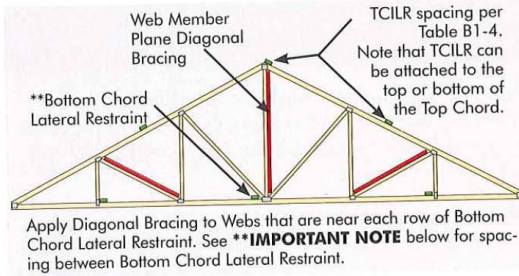 Web Member
Plane Diagonal
Bracing
TCILR spacing per
Table B1-4.
Note that TCILR can
be attached to the
top or bottom of
the Top Chord.
**Bottom Chord
Lateral Restraint
Apply Diagonal Bracing to Webs that are near each row of Bottom
Chord Lateral Restraint. See **IMPORTANT NOTE below for spac-
ing between Bottom Chord Lateral Restraint.